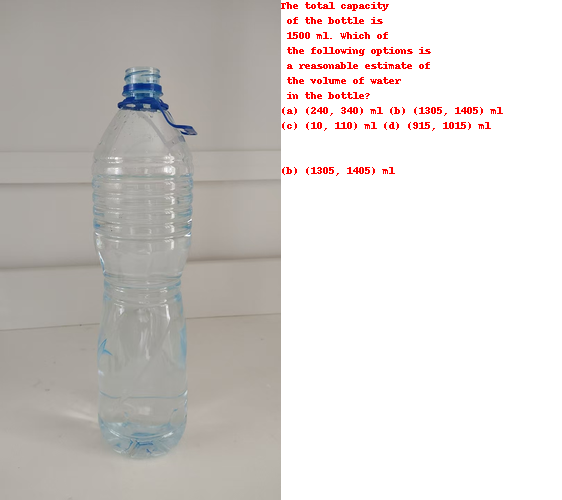 The total capacity
of the bottle is
1500 ml. Which of
the following options is
a reasonable estimate of
the volume of water
in the bottle?
(a) (240, 340) ml (b) (1305, 1405) ml
(c) (10, 110) ml (d) (915, 1015) ml
(b) (1305, 1405) ml